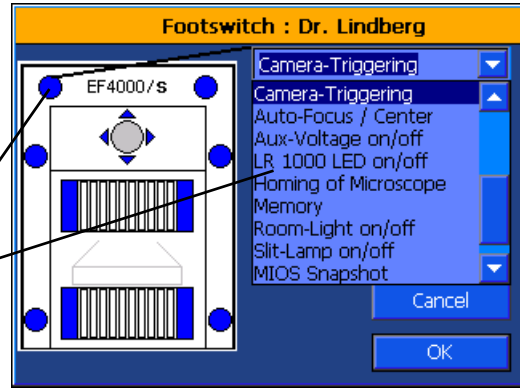 Footswitch : Dr. Lindberg
EF4000/S
Camera-Triggering
Camera-Triggering
Auto-Focus / Center
Aux-Voltage on/off
LR 1000 LED on/off
Homing of Microscope
Memory
Room-Light on/off
Slit-Lamp on/off
MIOS Snapshot
Cancel
OK